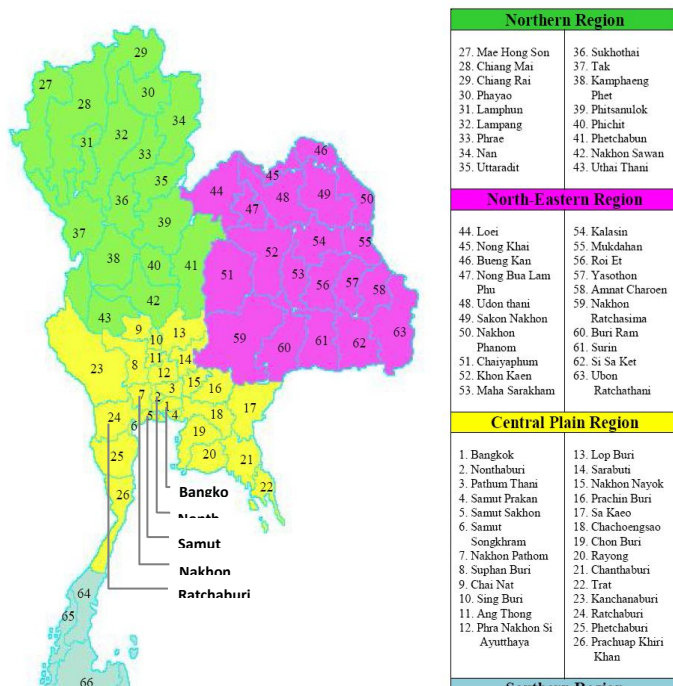 29
27
28
30
34
31
32
33
35
36
37
39
38
40
41
42
43
46
45
44
47
48
49
50
54
55
52
51
53
56
57
58
59
60
61
62
63
9
10
13
23
8
11
14
12
15
16
7
2
3
1
24
6
5
4
18
17
19
25
20
21
26
22
Bangko
Samut
Nakhon
Ratchaburi
64
65
66
Northern Region
27. Mae Hong Son
28. Chiang Mai
29. Chiang Rai
30. Phayao
31. Lamphun
32. Lampang
33. Phrae
34. Nan
35. Uttaradit
36. Sukhothai
37. Tak
38. Kamphaeng
Phet
39. Phitsanulok
40. Phichit
41. Phetchabun
42. Nakhon Sawan
43. Uthai Thani
North-Eastern Region
44. Loei
45. Nong Khai
46. Bueng Kan
47. Nong Bua Lam
Phu
48. Udon thani
49. Sakon Nakhon
50. Nakhon
Phanom
51. Chaiyaphum
52. Khon Kaen
53. Maha Sarakham
54. Kalasin
55. Mukdahan
56. Roi Et
57. Yasothon
58. Amnat Charoen
59. Nakhon
Ratchasima
60. Buri Ram
61. Surin
62. Si Sa Ket
63. Ubon
Ratchathani
Central Plain Region
1. Bangkok
2. Nonthaburi
3. Pathum Thani
4. Samut Prakan
5. Samut Sakhon
6. Samut
Songkhram
7. Nakhon Pathom
8. Suphan Buri
9. Chai Nat
10. Sing Buri
11. Ang Thong
12. Phra Nakhon Si
Ayutthaya
13. Lop Buri
14. Sarabuti
15. Nakhon Nayok
16. Prachin Buri
17. Sa Kaeo
18. Chachoengsao
19. Chon Buri
20. Rayong
21. Chanthaburi
22. Trat
23. Kanchanaburi
24. Ratchaburi
25. Phetchaburi
26. Prachuap Khiri
Khan
Southern Region